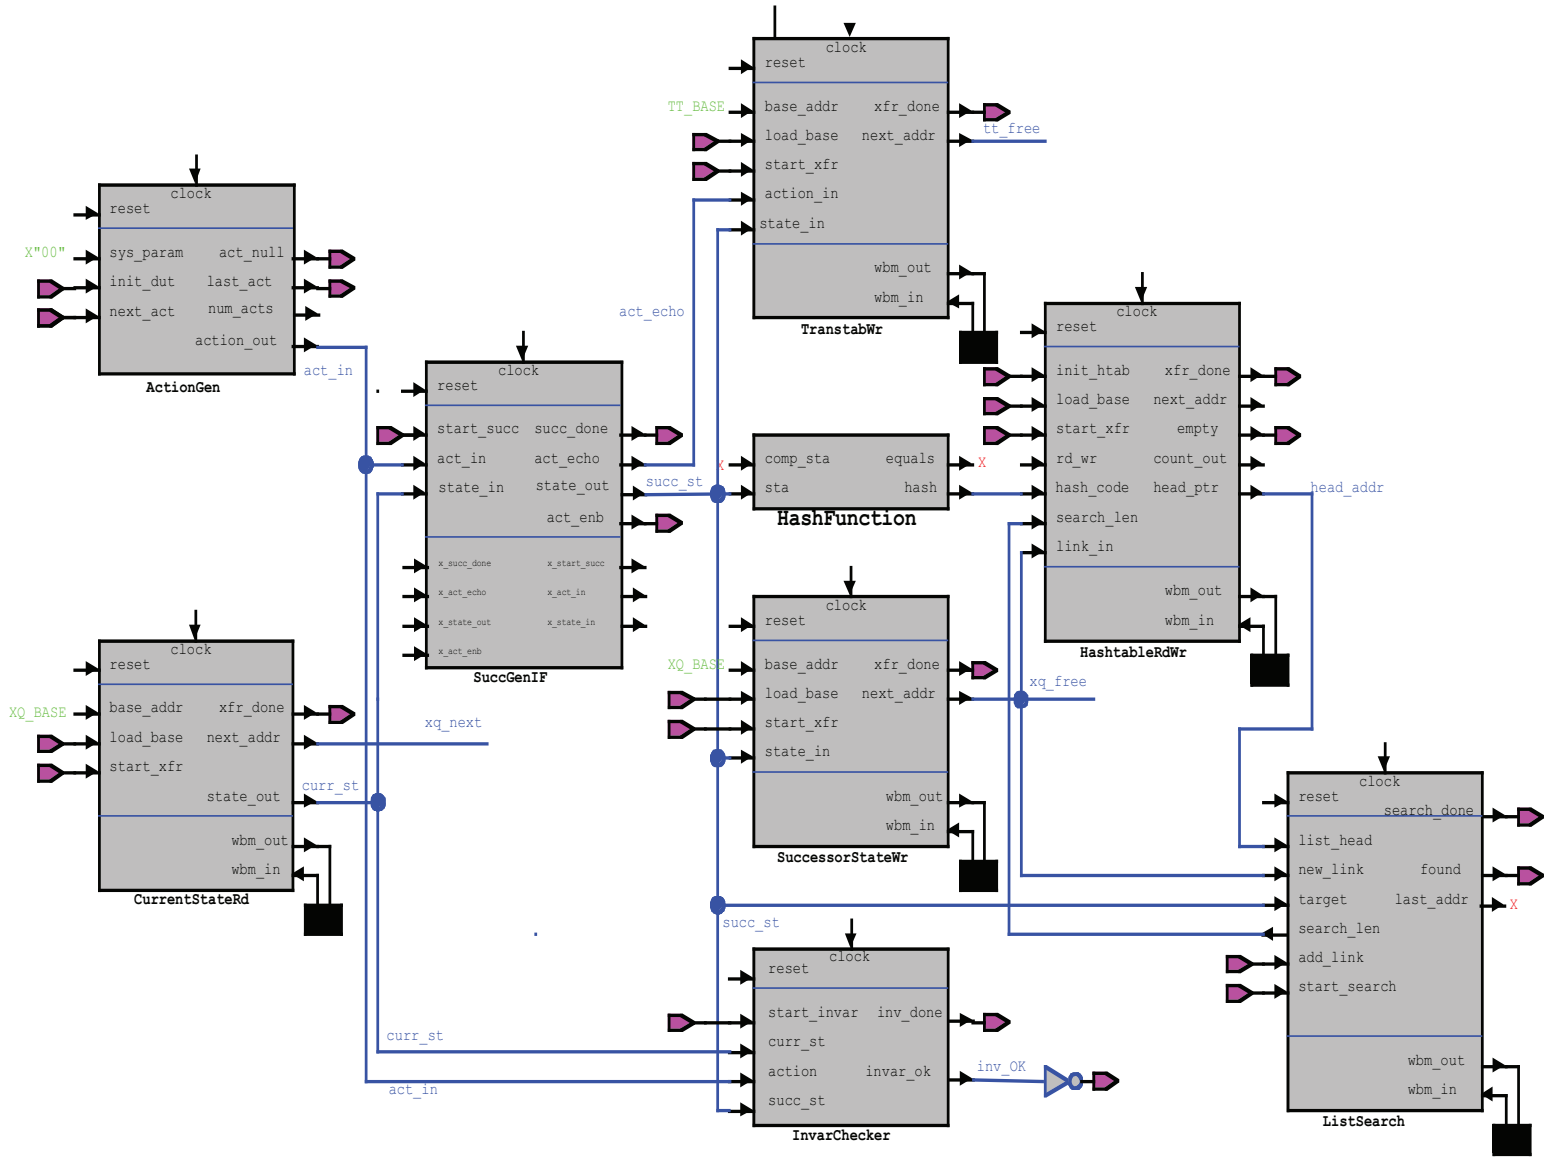 clock
reset
TT_BASE
base_addr
xfr_done
load_base
next_addr
tt_free
start_xfr
action_in
state_in
wbm_out
wbm_in
TranstabWr
clock
reset
X"00"
sys_param
act_null
init_dut
last_act
next_act
num_acts
action_out
act_in
ActionGen
act_echo
clock
reset
start_succ
succ_done
act_in
act_echo
state_in
state_out
succ_st
act_enb
x_succ_done
x_start_succ
x_act_echo
x_act_in
x_state_out
x_state_in
x_act_enb
SuccGenIF
X
comp_sta
equals
X
sta
hash
HashFunction
clock
reset
init_htab
xfr_done
load_base
next_addr
start_xfr
empty
rd_wr
count_out
hash_code
head_ptr
head_addr
search_len
link_in
wbm_out
wbm_in
HashtableRdWr
clock
reset
XQ_BASE
base_addr
xfr_done
load_base
next_addr
xq_free
start_xfr
state_in
wbm_out
wbm_in
SuccessorStateWr
clock
reset
XQ_BASE
base_addr
xfr_done
load_base
next_addr
xq_next
start_xfr
curr_st
state_out
wbm_out
wbm_in
CurrentStateRd
clock
reset
search_done
list_head
new_link
found
target
last_addr
X
search_len
add_link
start_search
wbm_out
wbm_in
ListSearch
succ_st
clock
reset
start_invar
inv_done
curr_st
curr_st
action
invar_ok
inv_OK
act_in
succ_st
InvarChecker